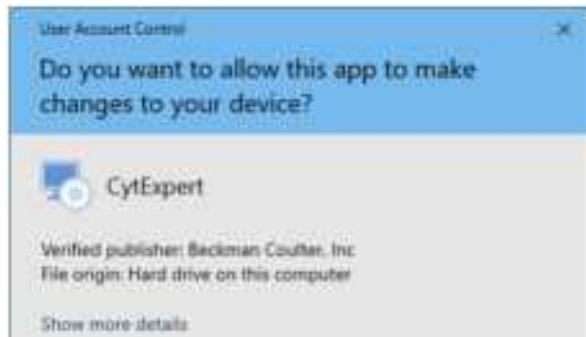 User Account Control
Do you want to allow this app to make
changes to your device?
CytExpert
Verified publisher: Beckman Coulter, Inc
File origin: Hard drive on this computer
Show more details